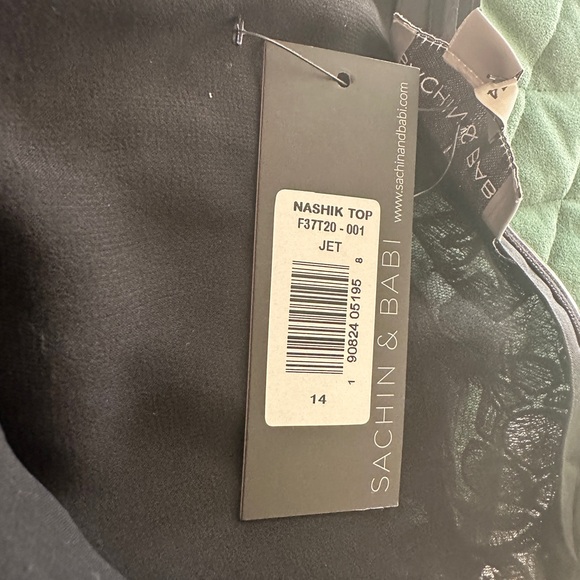 NASHIK TOP
F37T20 - 001
JET
1 90824 05195 8
14
SACHIN & BABI
www.sachinandbabi.com
SACHIN &
BABI